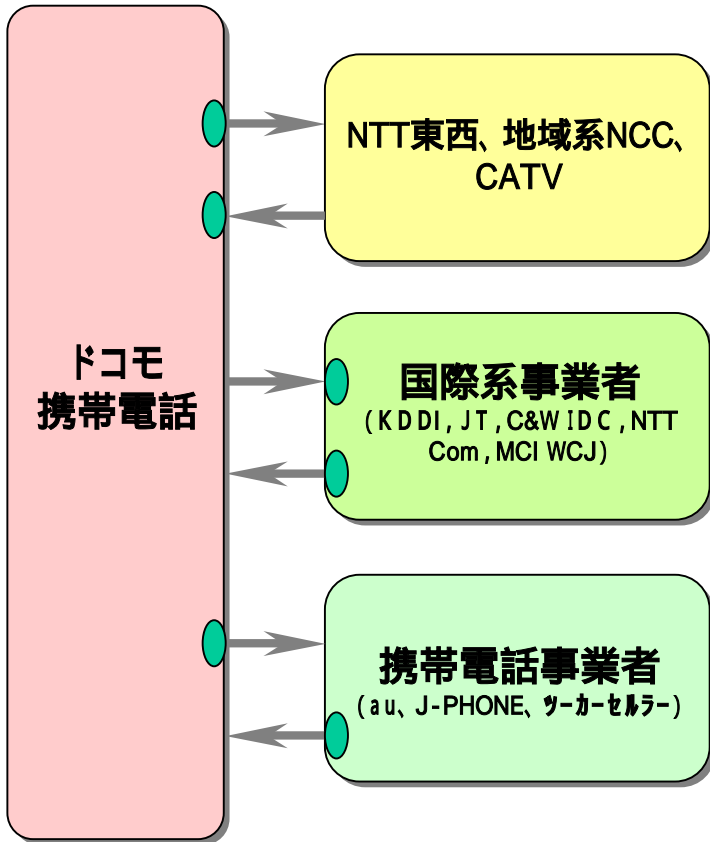 NTT東西、地域系NCC、
CATV
ドコモ
携帯電話
国際系事業者
(ＫＤＤI,ＪＴ,C&W ＩＤＣ,NTT
Com,MCI WCJ)
携帯電話事業者
(ａｕ、J-PHONE、ﾂｰｶｰｾﾙﾗｰ)